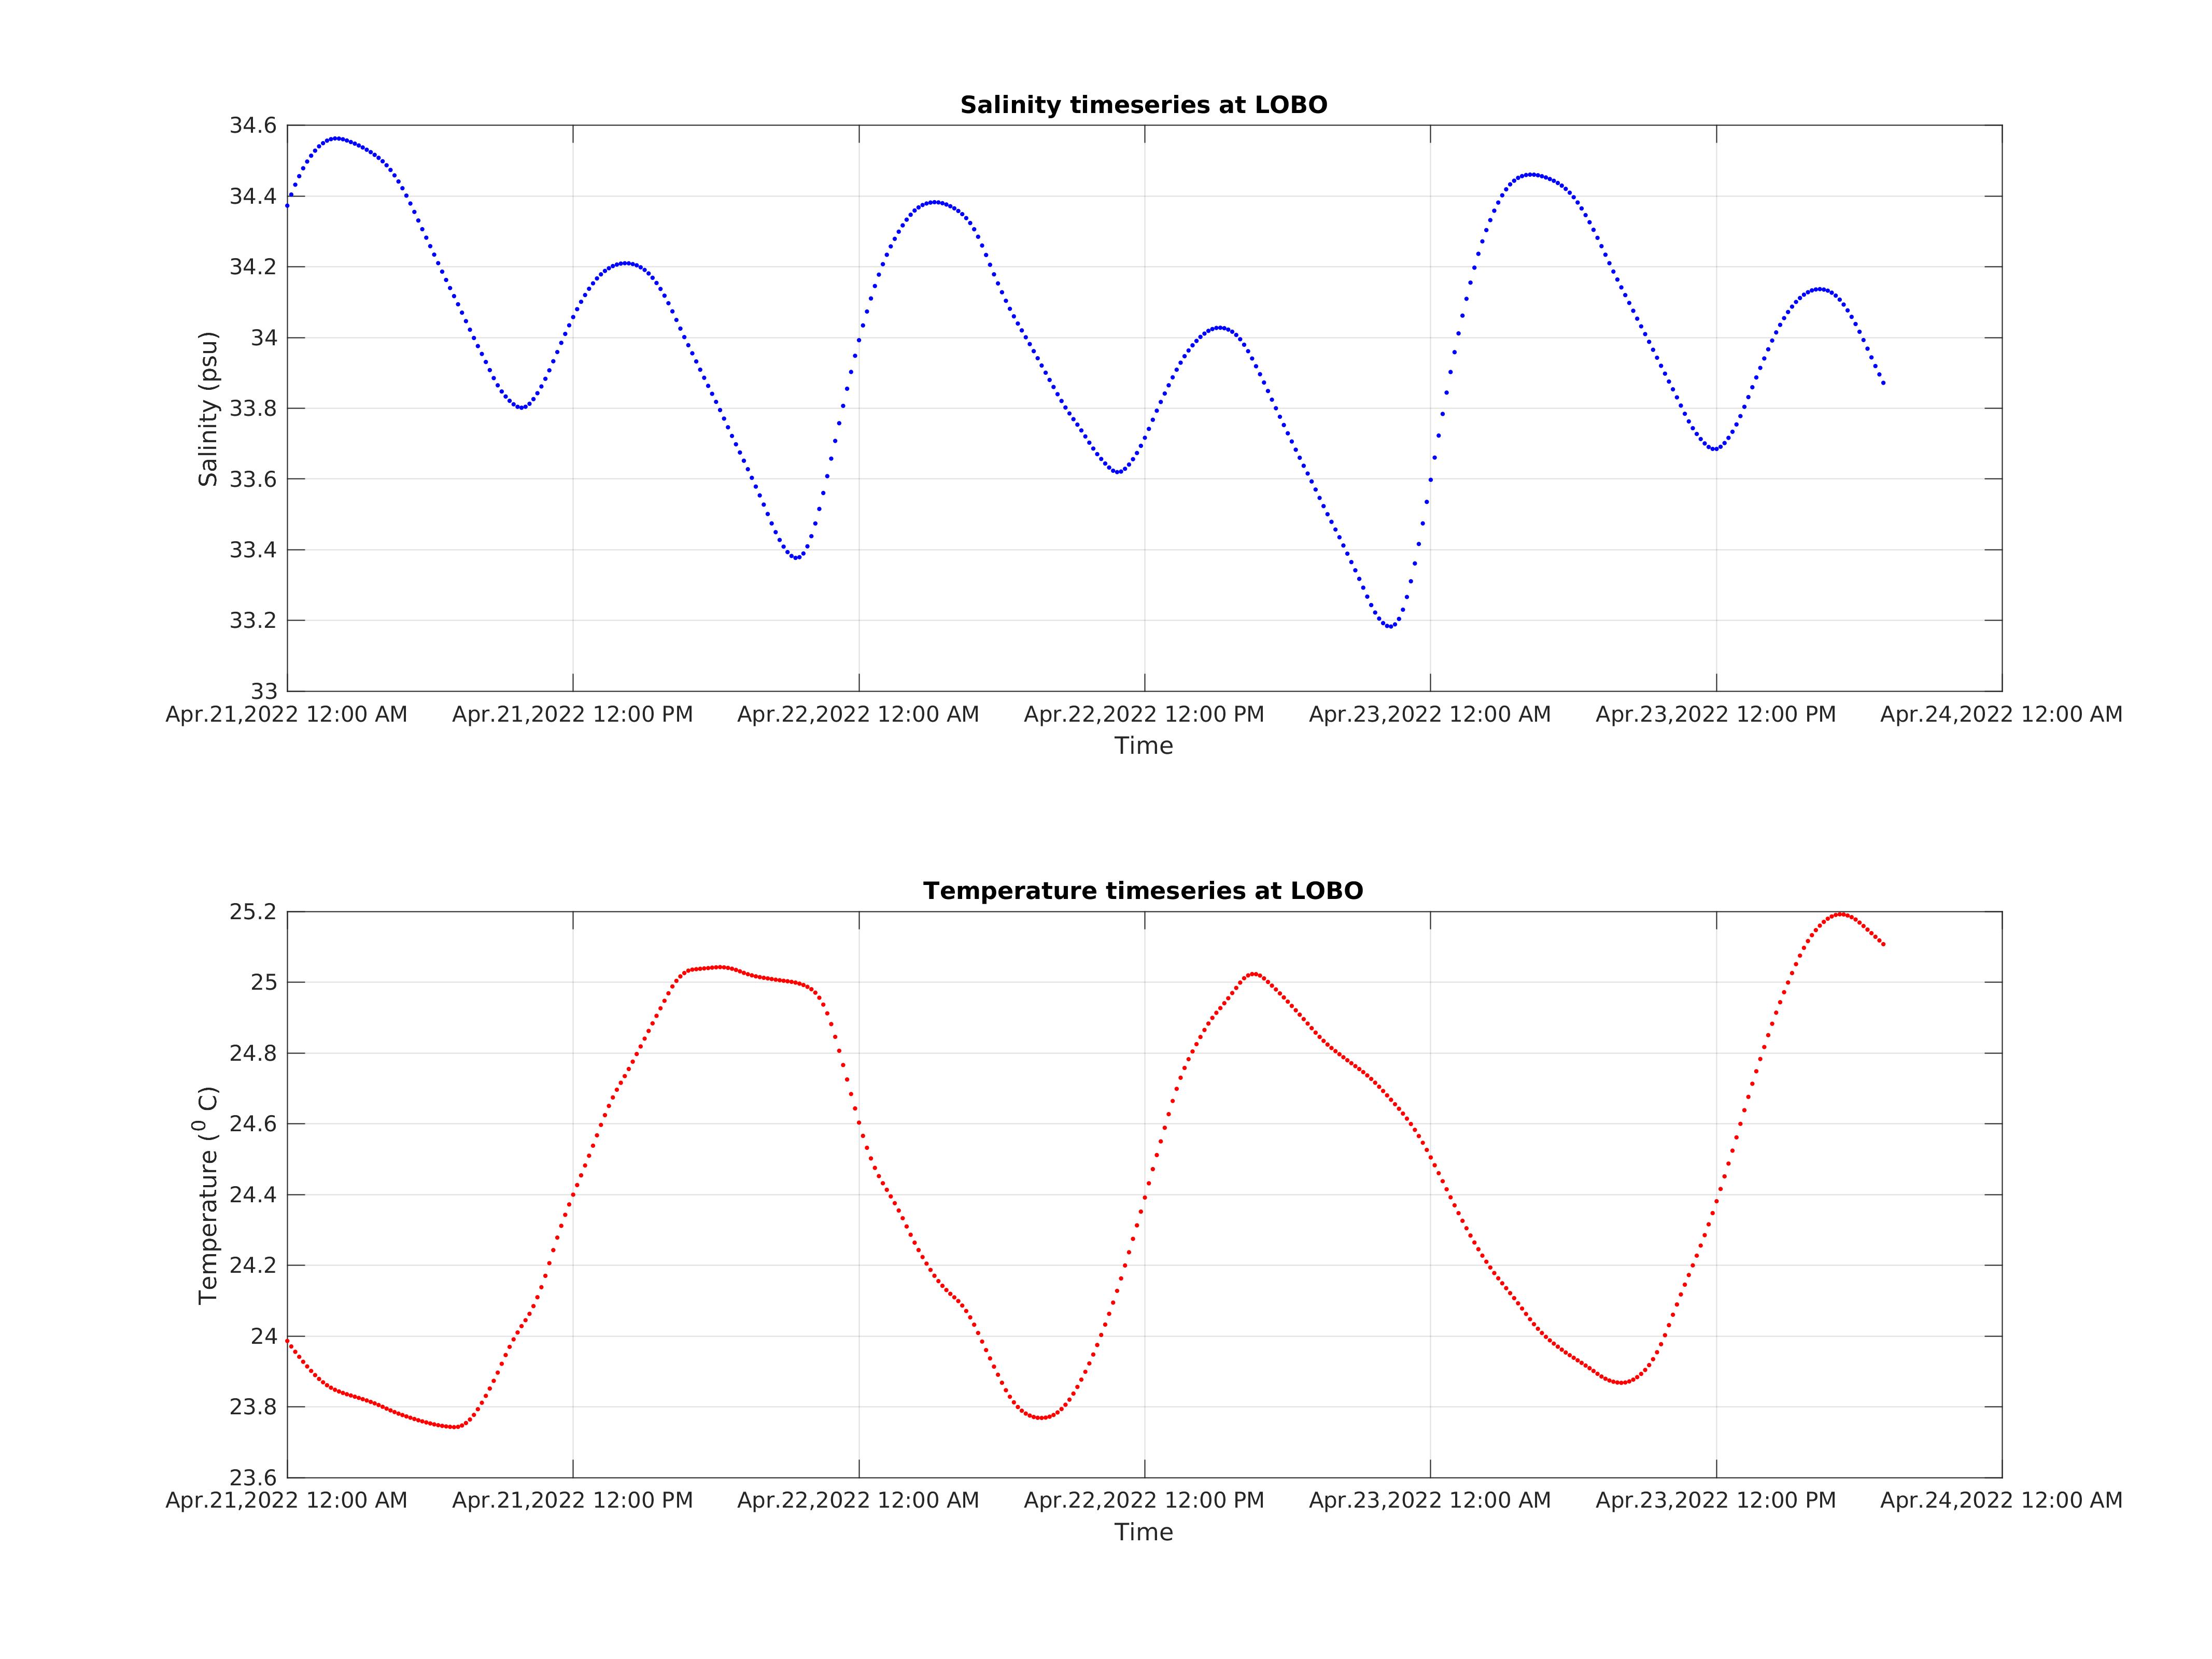 Salinity timeseries at LOBO
34.6
34.4
34.2
34
33.8
33.6
33.4
33.2
33
Salinity (psu)
Apr.21,2022 12:00 AM Apr.21,2022 12:00 PM Apr.22,2022 12:00 AM Apr.22,2022 12:00 PM Apr.23,2022 12:00 AM Apr.23,2022 12:00 PM Apr.24,2022 12:00 AM
Time
Temperature timeseries at LOBO
25.2
25
24.8
24.6
24.4
24.2
24
23.8
23.6
Temperature (⁰ C)
Apr.21,2022 12:00 AM Apr.21,2022 12:00 PM Apr.22,2022 12:00 AM Apr.22,2022 12:00 PM Apr.23,2022 12:00 AM Apr.23,2022 12:00 PM Apr.24,2022 12:00 AM
Time